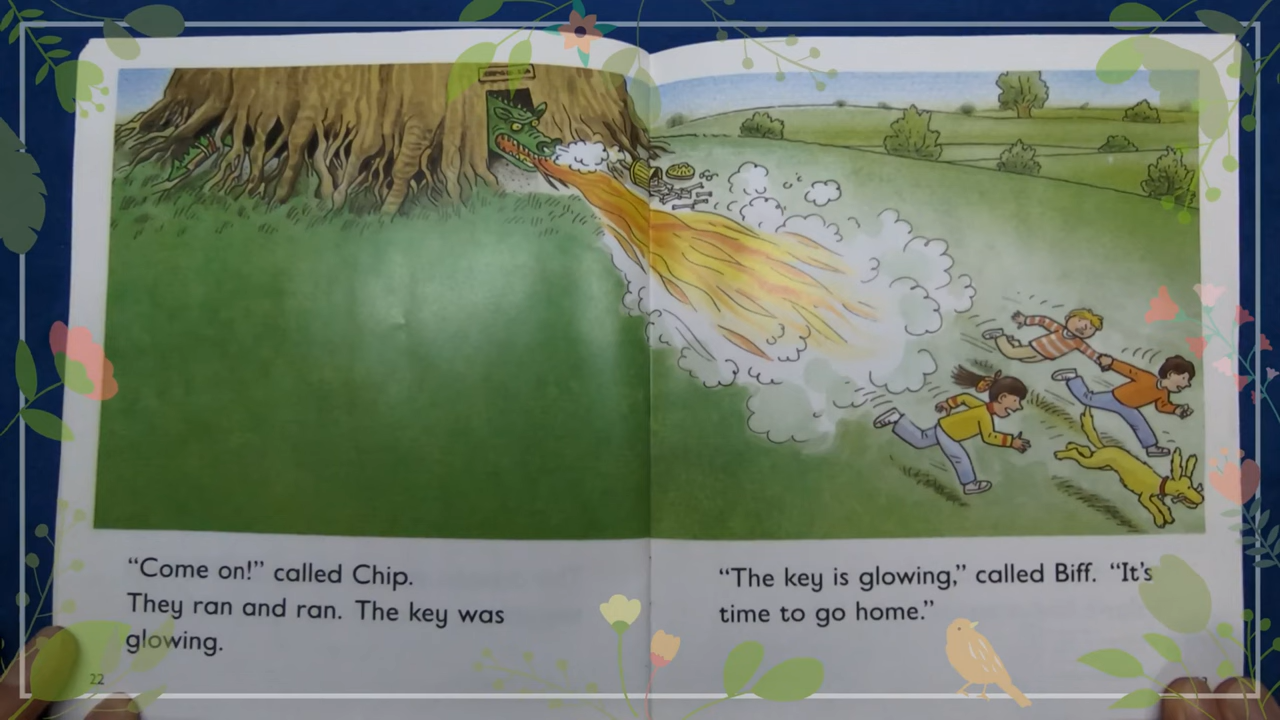 “Come on!” called Chip.
They ran and ran. The key was
glowing.
22
“The key is glowing,” called Biff. “It’s
time to go home.”